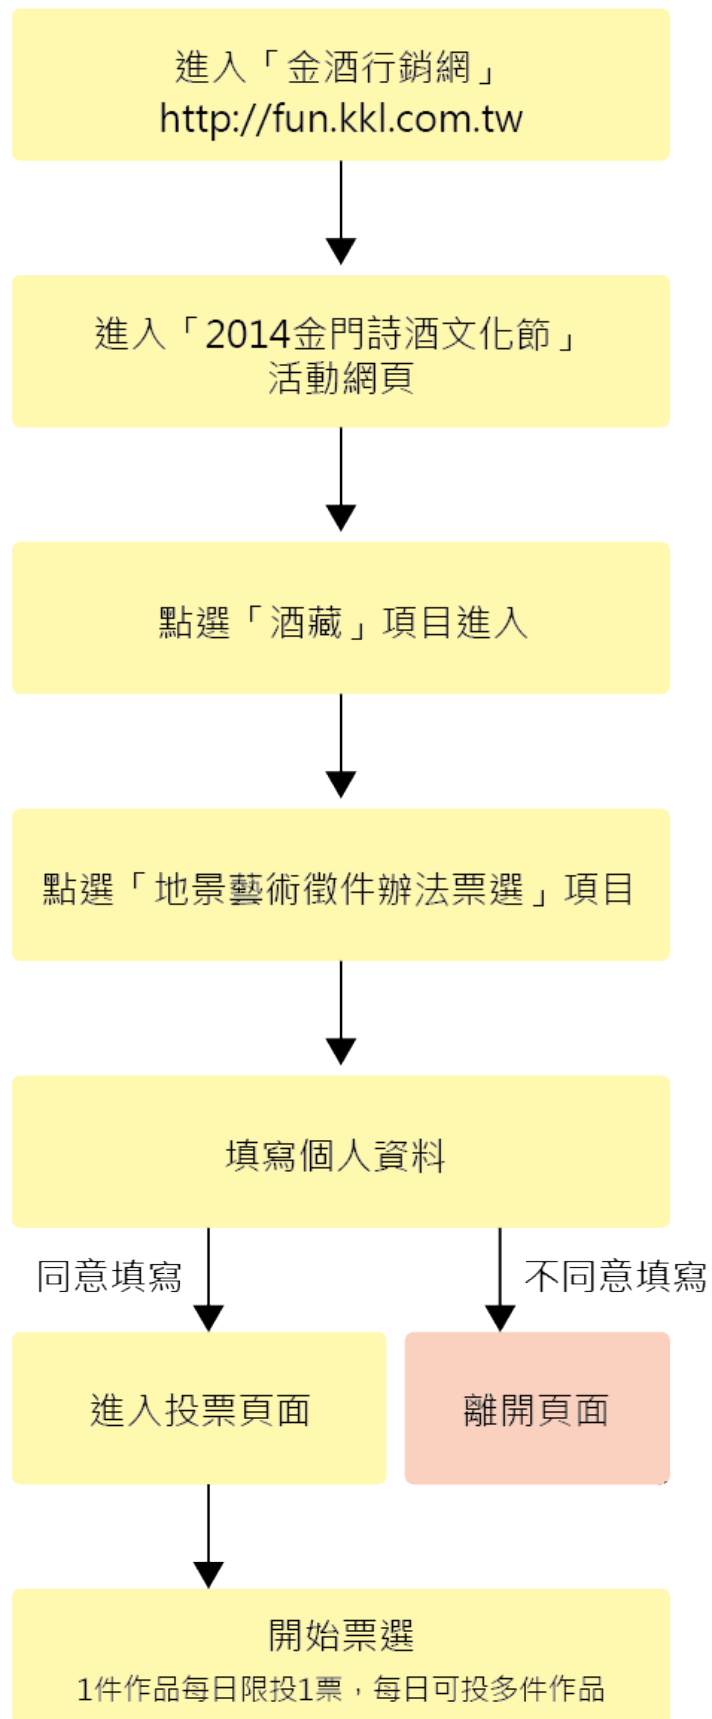 進入「金酒行銷網」
http://fun.kkl.com.tw
進入「2014金門詩酒文化節」
活動網頁
點選「酒藏」項目進入
點選「地景藝術徵件辦法票選」項目
填寫個人資料
同意填寫
不同意填寫
進入投票頁面
離開頁面
開始票選
1件作品每日限投1票，每日可投多件作品